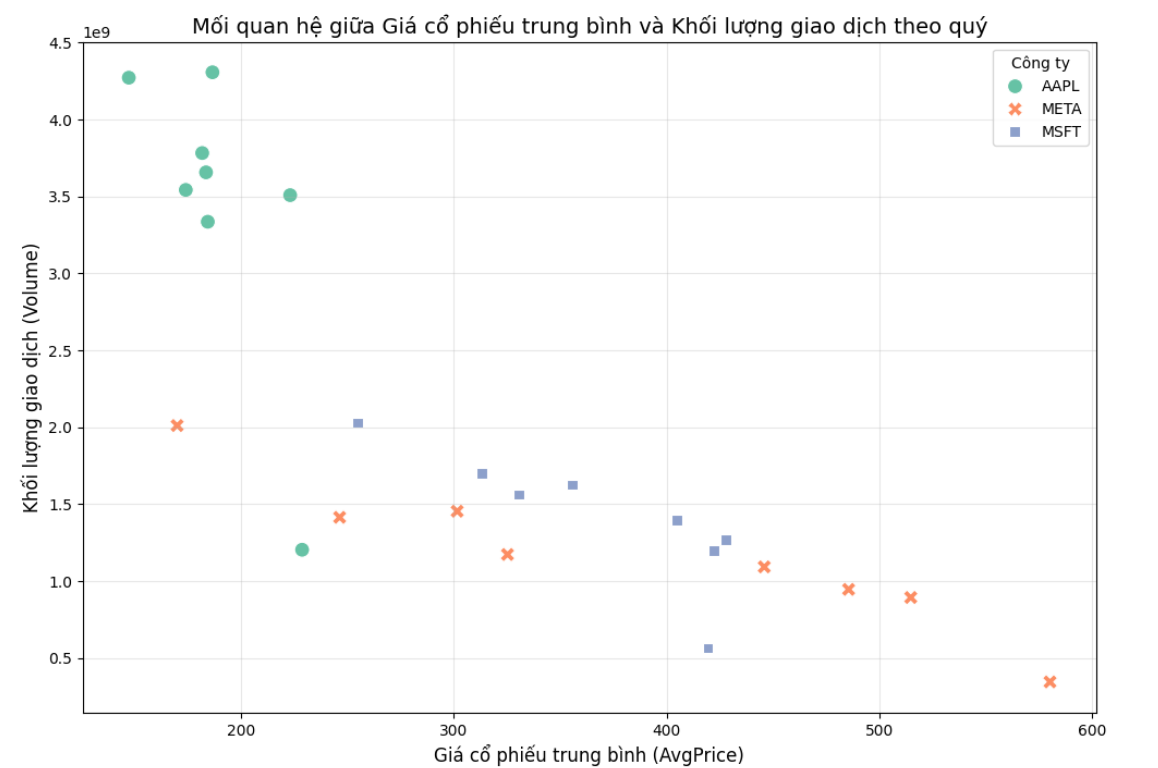 Mối quan hệ giữa Giá cổ phiếu trung bình và Khối lượng giao dịch theo quý
1e9
4.5
4.0
3.5
3.0
2.5
2.0
1.5
1.0
0.5
Khối lượng giao dịch (Volume)
Công ty
AAPL
META
MSFT
200
300
400
500
600
Giá cổ phiếu trung bình (AvgPrice)